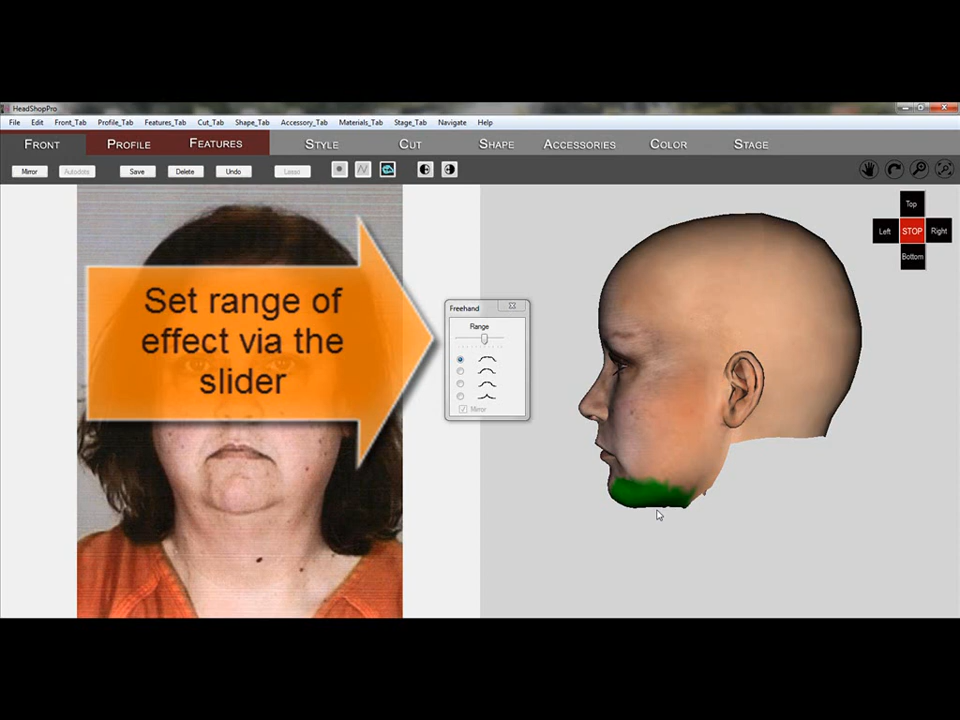 HeadShopPro
File Edit Front_Tab Profile_Tab Features_Tab Cut_Tab Shape_Tab Accessory_Tab Materials_Tab Stage_Tab Navigate Help
FRONT PROFILE FEATURES STYLE CUT SHAPE ACCESSORIES COLOR STAGE
Mirror Autodots Save Delete Undo
Top
Left STOP Right
Bottom
Set range of
effect via the
slider
Freehand
Range
Mirror